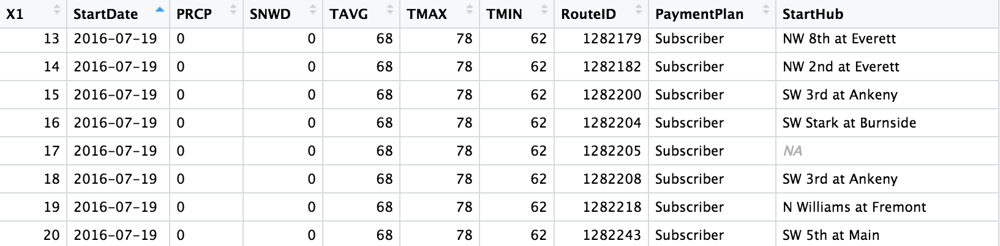 X1 StartDate PRCP SNWD TAVG TMAX TMIN RouteID PaymentPlan StartHub
13 2016-07-19 0 0 68 78 62 1282179 Subscriber NW 8th at Everett
14 2016-07-19 0 0 68 78 62 1282182 Subscriber NW 2nd at Everett
15 2016-07-19 0 0 68 78 62 1282200 Subscriber SW 3rd at Ankeny
16 2016-07-19 0 0 68 78 62 1282204 Subscriber SW Stark at Burnside
17 2016-07-19 0 0 68 78 62 1282205 Subscriber NA
18 2016-07-19 0 0 68 78 62 1282208 Subscriber SW 3rd at Ankeny
19 2016-07-19 0 0 68 78 62 1282218 Subscriber N Williams at Fremont
20 2016-07-19 0 0 68 78 62 1282243 Subscriber SW 5th at Main